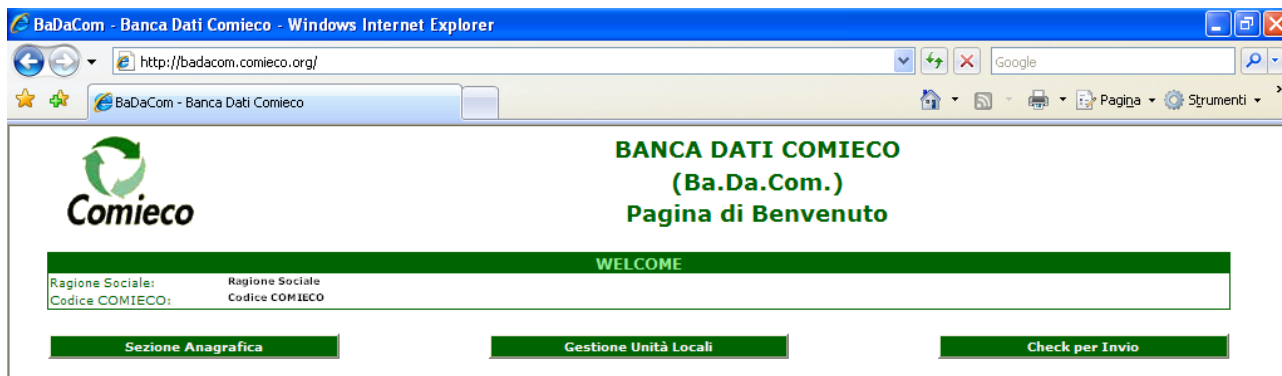 BaDaCom - Banca Dati Comieco - Windows Internet Explorer
http://badacom.comieco.org/
Google
BaDaCom - Banca Dati Comieco
Pagina
Strumenti
Comieco
BANCA DATI COMIECO
(Ba.Da.Com.)
Pagina di Benvenuto
WELCOME
Ragione Sociale: Ragione Sociale
Codice COMIECO: Codice COMIECO
Sezione Anagrafica
Gestione Unità Locali
Check per Invio